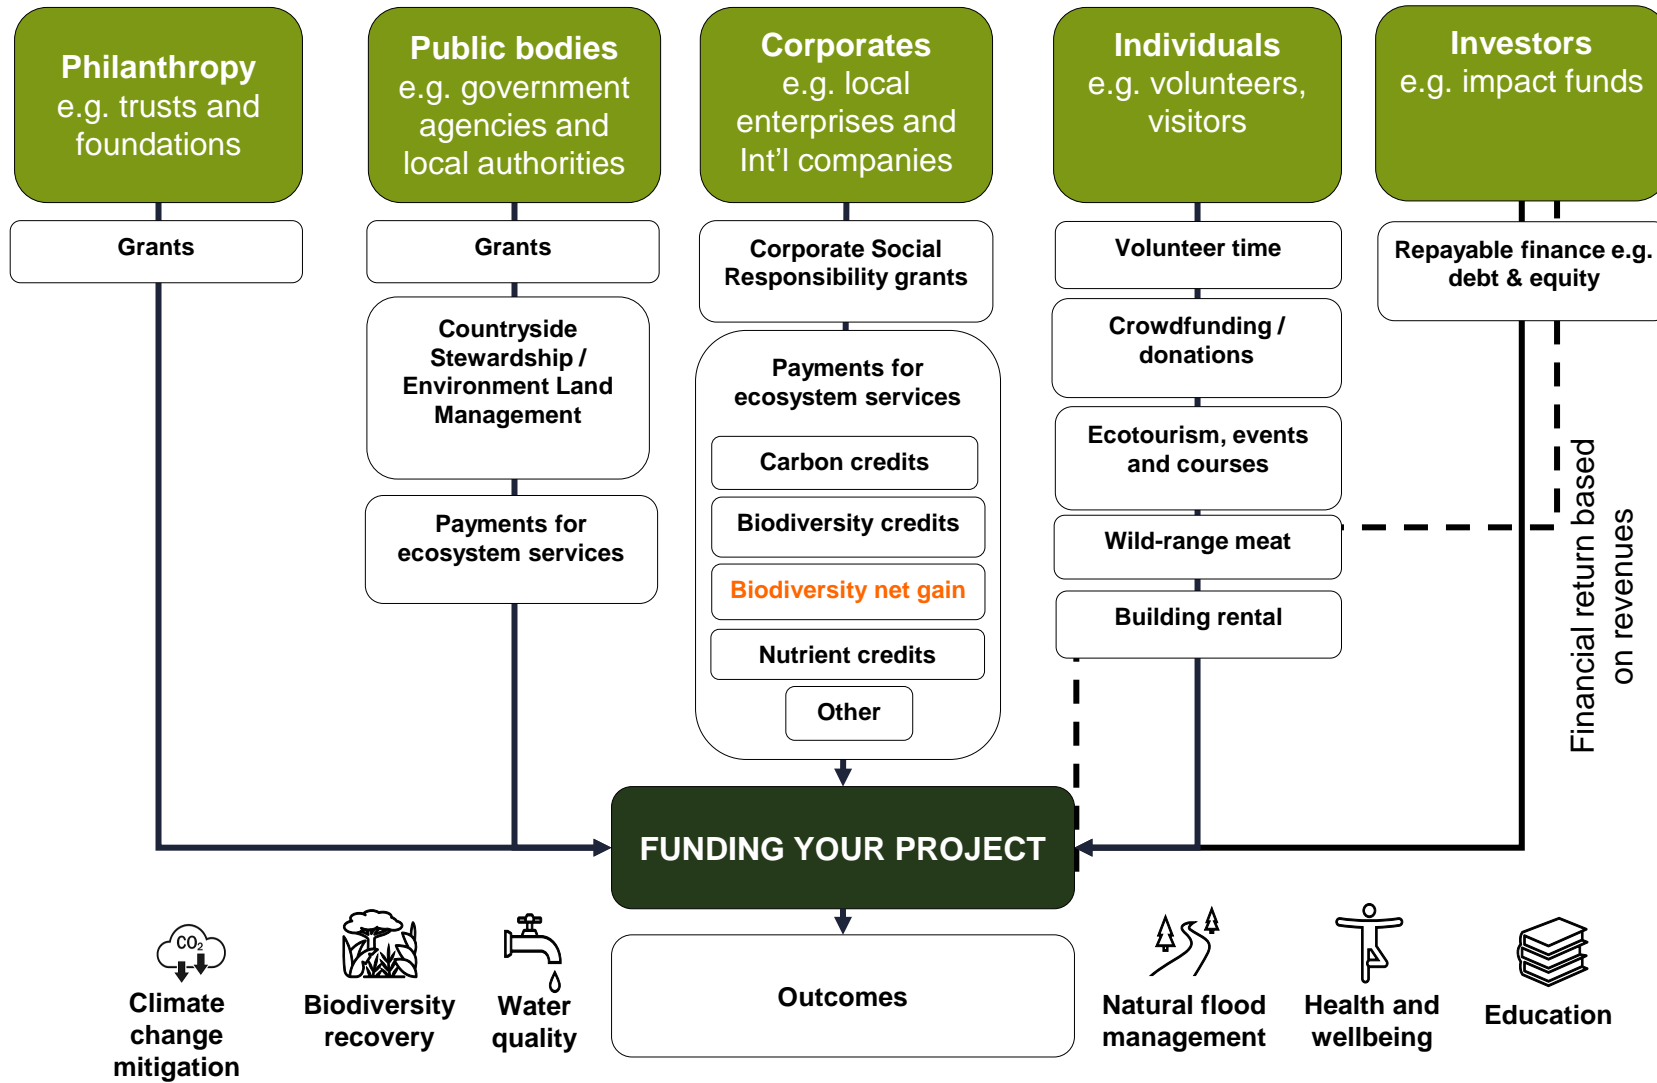 Philanthropy
e.g. trusts and
foundations
Public bodies
e.g. government
agencies and
local authorities
Corporates
e.g. local
enterprises and
Int'l companies
Individuals
e.g. volunteers,
visitors
Investors
e.g. impact funds
Grants
Grants
Countryside
Stewardship /
Environment Land
Management
Payments for
ecosystem services
Corporate Social
Responsibility grants
Payments for
ecosystem services
Carbon credits
Biodiversity credits
Biodiversity net gain
Nutrient credits
Other
Volunteer time
Crowdfunding /
donations
Ecotourism, events
and courses
Wild-range meat
Building rental
Repayable finance e.g.
debt & equity
Financial return based
on revenues
FUNDING YOUR PROJECT
Outcomes
CO₂
Climate
change
mitigation
Biodiversity
recovery
Water
quality
Natural flood
management
Health and
wellbeing
Education